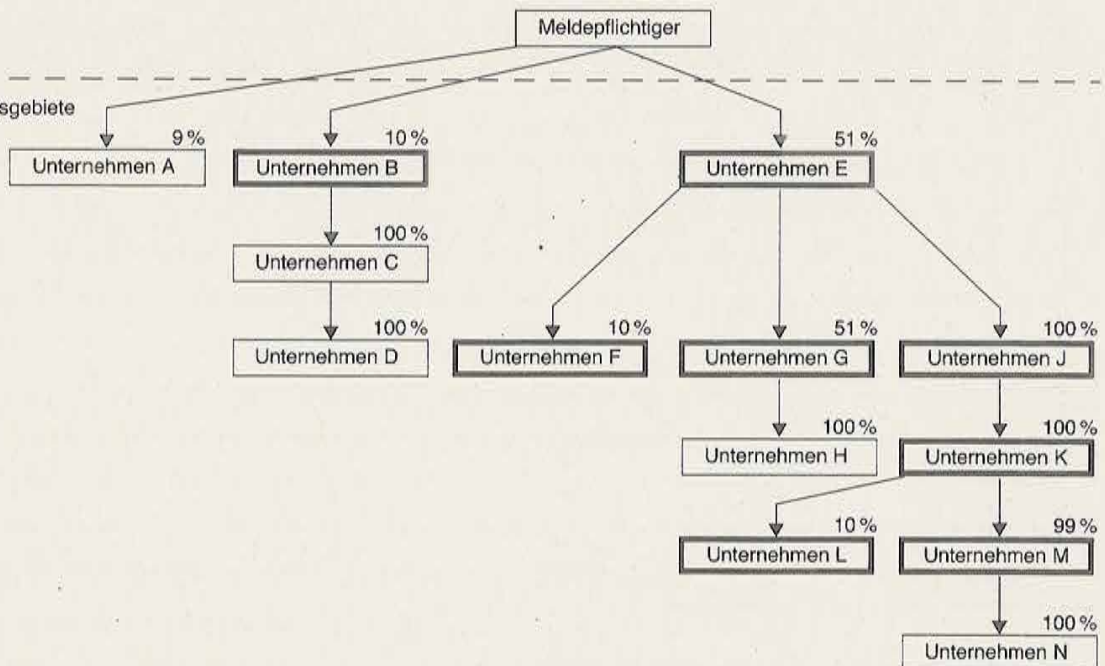 Meldepflichtiger
sgebiete
9 % 10 % 51 %
Unternehmen A Unternehmen B Unternehmen E
100 %
Unternehmen C
100 % 10 % 51 % 100 %
Unternehmen D Unternehmen F Unternehmen G Unternehmen J
100 % 100 %
Unternehmen H Unternehmen K
10 % 99 %
Unternehmen L Unternehmen M
100 %
Unternehmen N